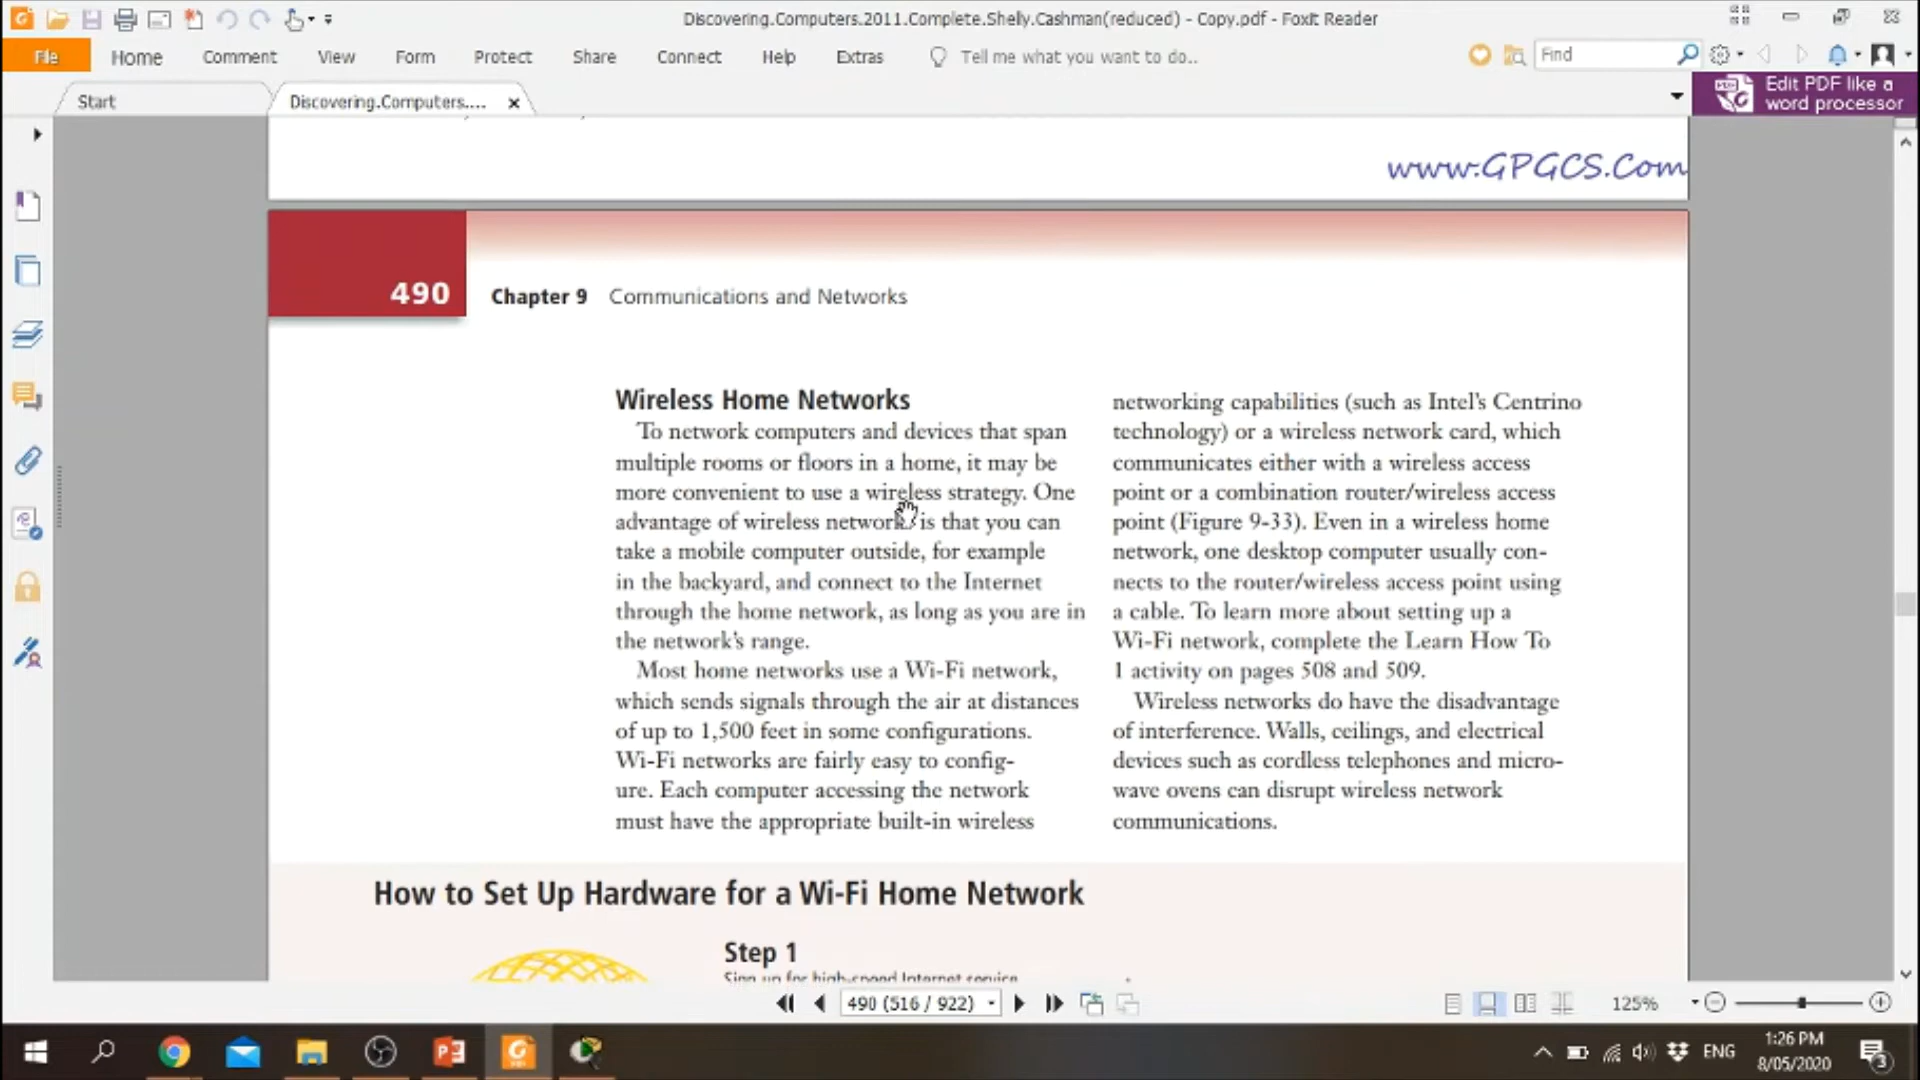 Discovering.Computers.2011.Complete.Shelly.Cashman(reduced) - Copy.pdf - Foxit Reader
File Home Comment View Form Protect Share Connect Help Extras Tell me what you want to do.. Find
Start Discovering.Computers.... Edit PDF like a
word processor
www.GPGCS.Com
490 Chapter 9 Communications and Networks
Wireless Home Networks
To network computers and devices that span
multiple rooms or floors in a home, it may be
more convenient to use a wireless strategy. One
advantage of wireless networks is that you can
take a mobile computer outside, for example
in the backyard, and connect to the Internet
through the home network, as long as you are in
the network's range.
Most home networks use a Wi-Fi network,
which sends signals through the air at distances
of up to 1,500 feet in some configurations.
Wi-Fi networks are fairly easy to config-
ure. Each computer accessing the network
must have the appropriate built-in wireless
networking capabilities (such as Intel's Centrino
technology) or a wireless network card, which
communicates either with a wireless access
point or a combination router/wireless access
point (Figure 9-33). Even in a wireless home
network, one desktop computer usually con-
nects to the router/wireless access point using
a cable. To learn more about setting up a
Wi-Fi network, complete the Learn How To
1 activity on pages 508 and 509.
Wireless networks do have the disadvantage
of interference. Walls, ceilings, and electrical
devices such as cordless telephones and micro-
wave ovens can disrupt wireless network
communications.
How to Set Up Hardware for a Wi-Fi Home Network
Step 1
Sign up for high-speed Internet service
490 (516 / 922) 125%
ENG 1:26 PM
8/05/2020 3